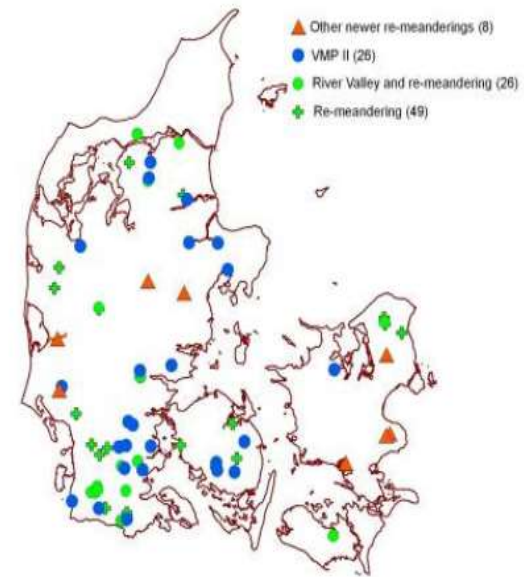 Other newer re-meanderings (8)
VMP II (26)
River Valley and re-meandering (26)
Re-meandering (49)